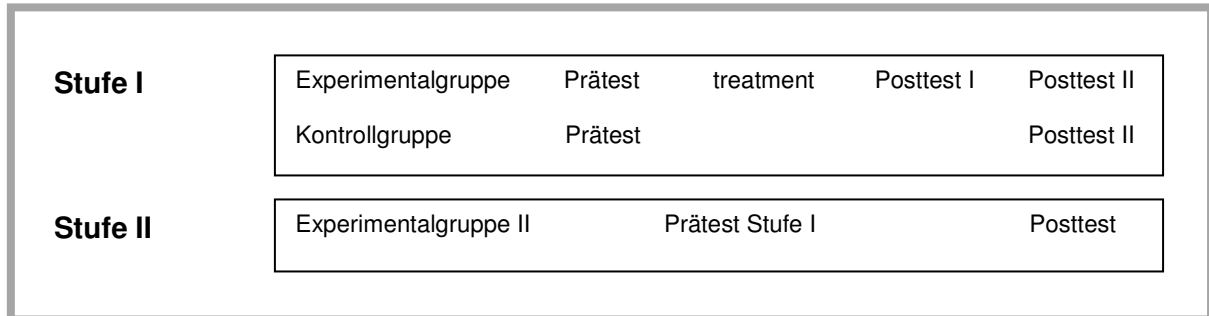 Stufe I
Experimentalgruppe Prätest treatment Posttest I Posttest II
Kontrollgruppe Prätest Posttest II
Stufe II
Experimentalgruppe II Prätest Stufe I Posttest